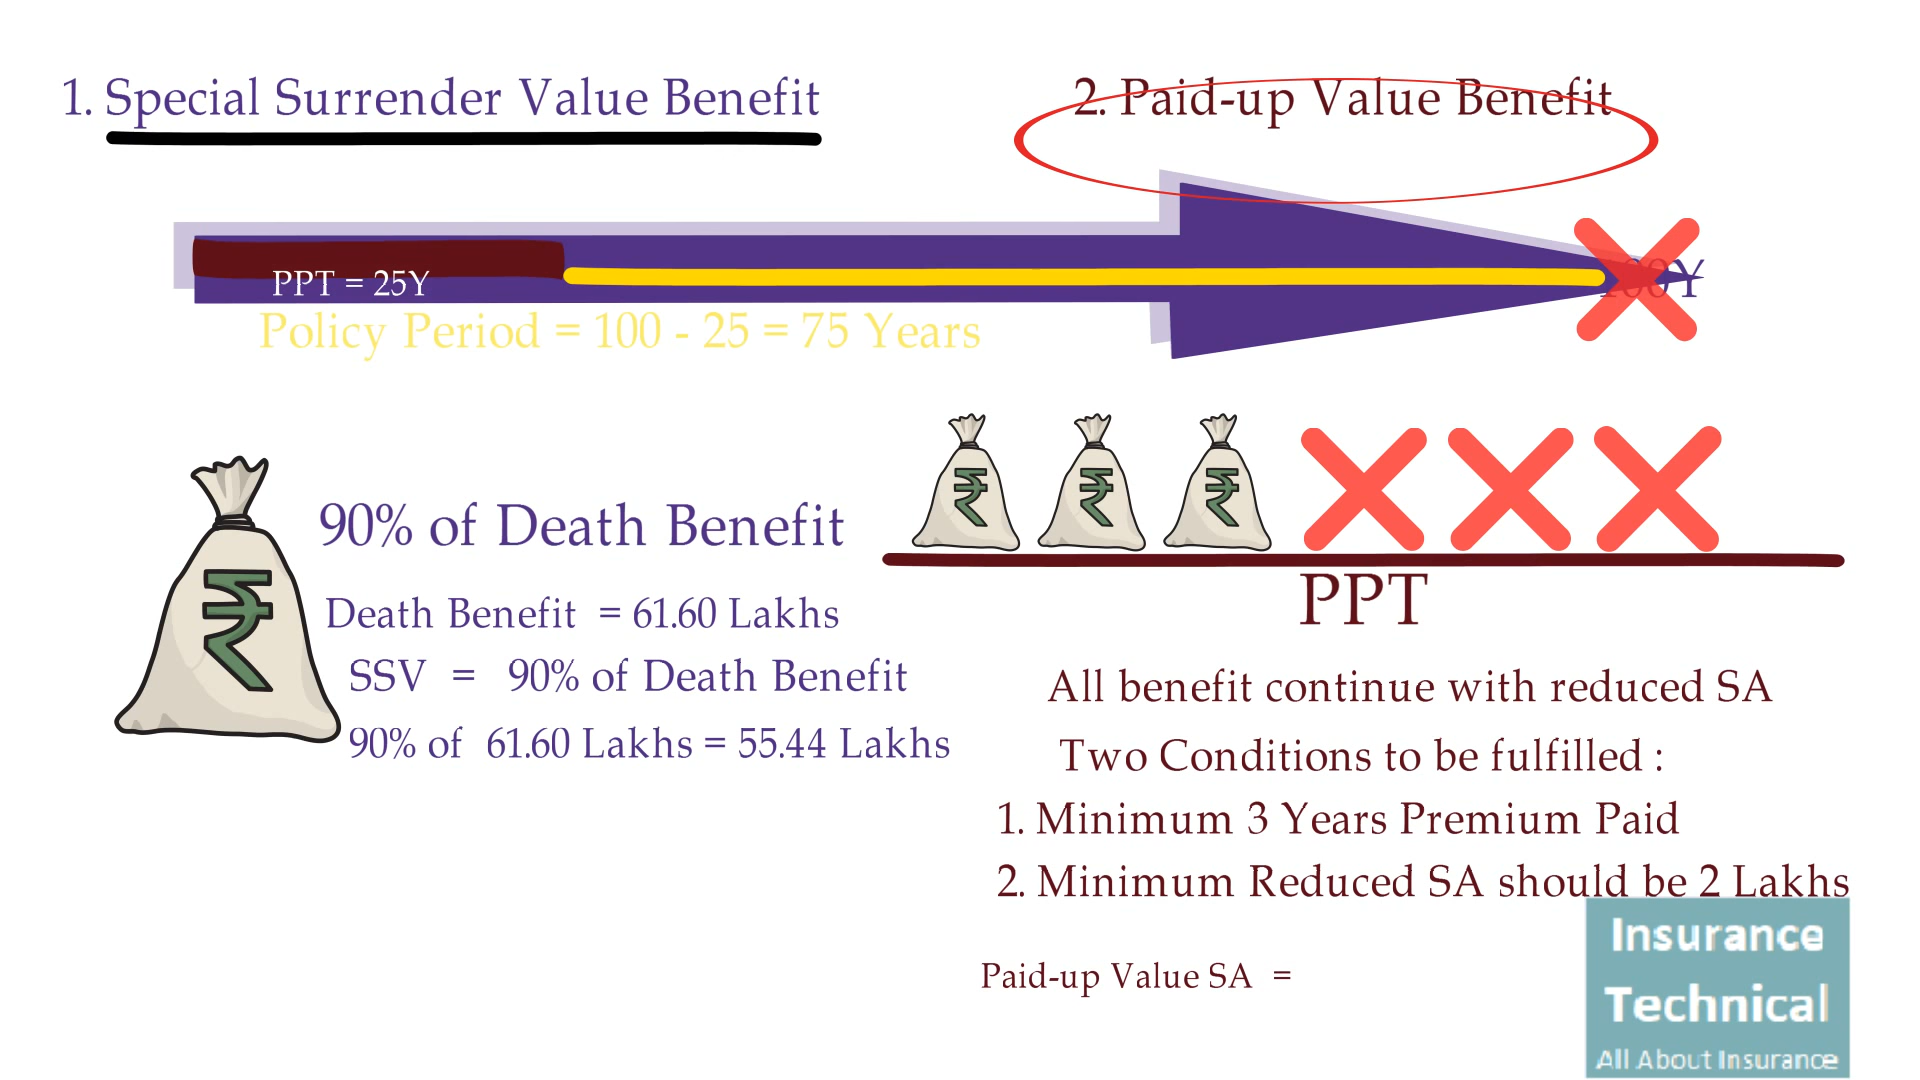 1. Special Surrender Value Benefit
2. Paid-up Value Benefit
PPT = 25Y
100Y
Policy Period = 100 - 25 = 75 Years
₹
₹ ₹ ₹
90% of Death Benefit
Death Benefit = 61.60 Lakhs
SSV = 90% of Death Benefit
90% of 61.60 Lakhs = 55.44 Lakhs
PPT
All benefit continue with reduced SA
Two Conditions to be fulfilled :
1. Minimum 3 Years Premium Paid
2. Minimum Reduced SA should be 2 Lakhs
Paid-up Value SA =
Insurance
Technical
All About Insurance